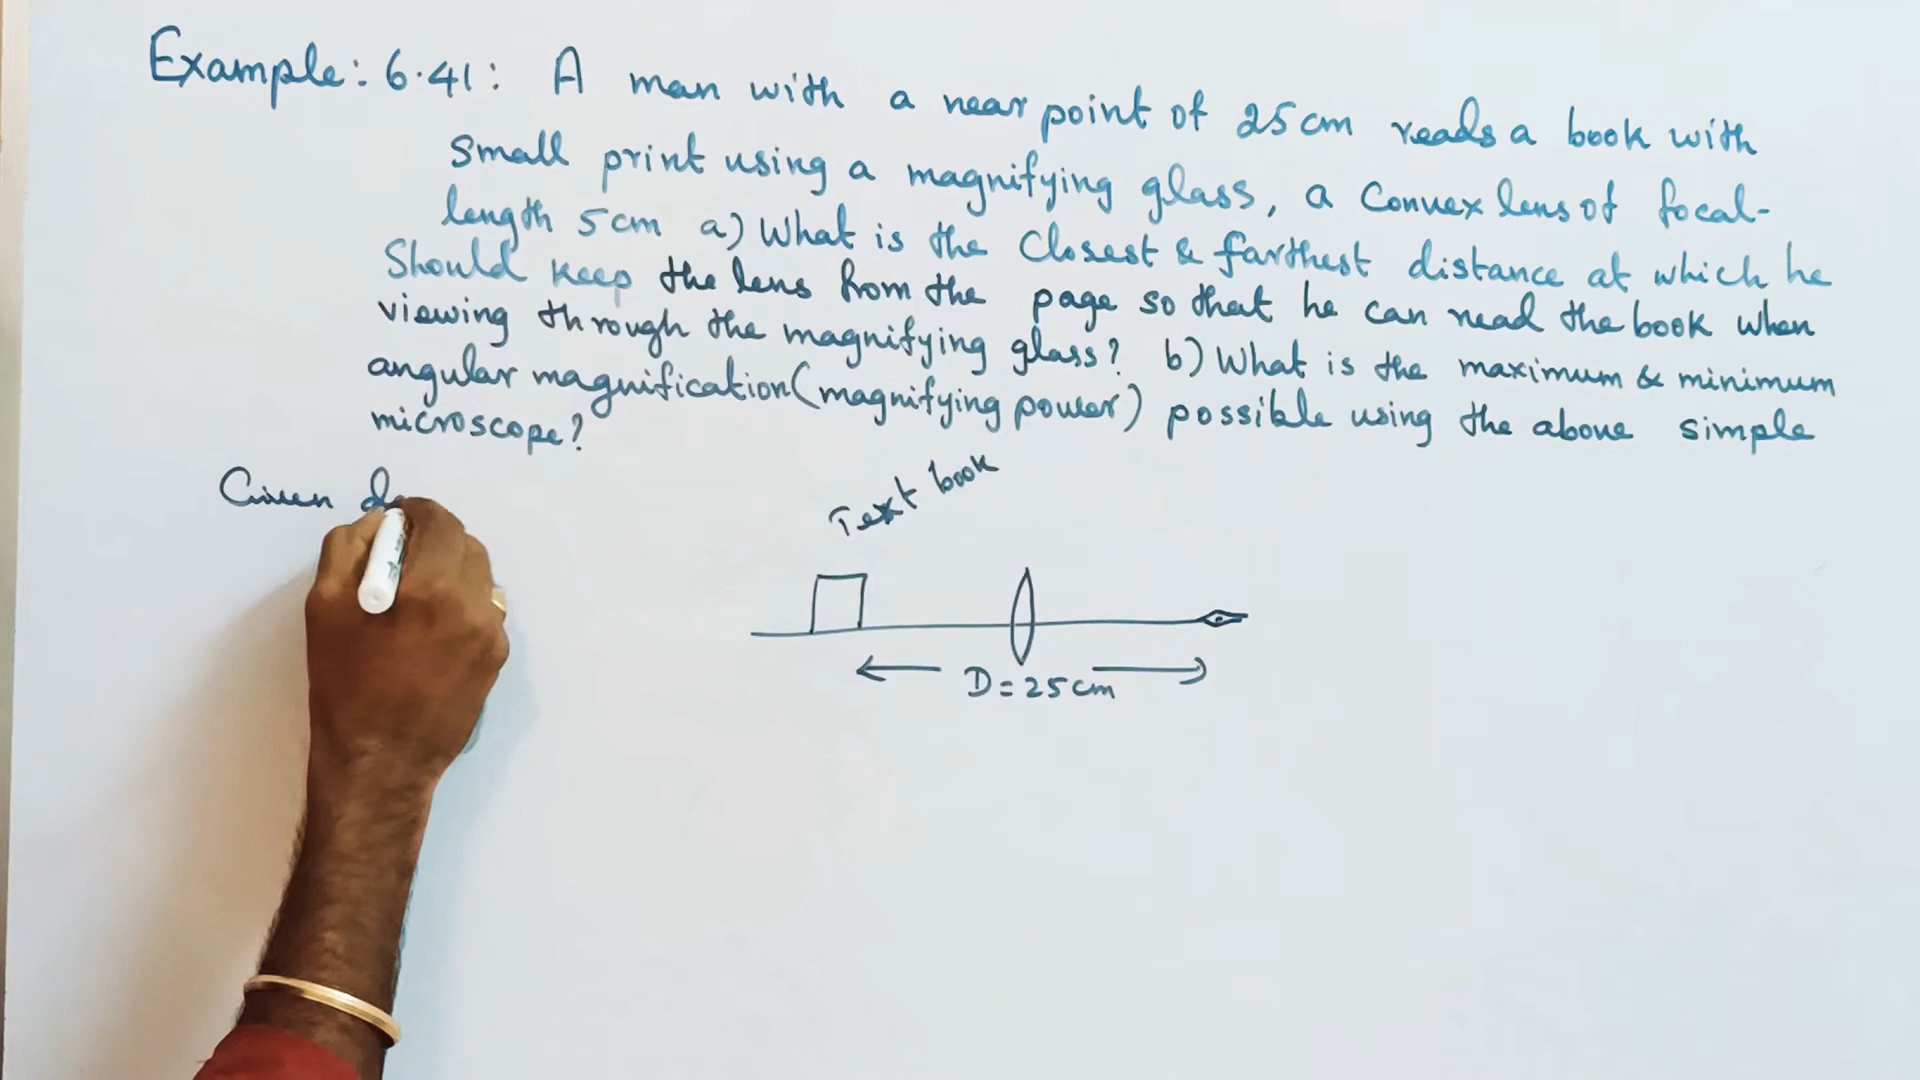 Example: 6.41: A man with a near point of 25cm reads a book with
small print using a magnifying glass, a convex lens of focal-
length 5cm a) What is the closest & farthest distance at which he
should keep the lens from the page so that he can read the book when
viewing through the magnifying glass? b) What is the maximum & minimum
angular magnification (magnifying power) possible using the above simple
microscope?
Given da
Text book
D = 25cm